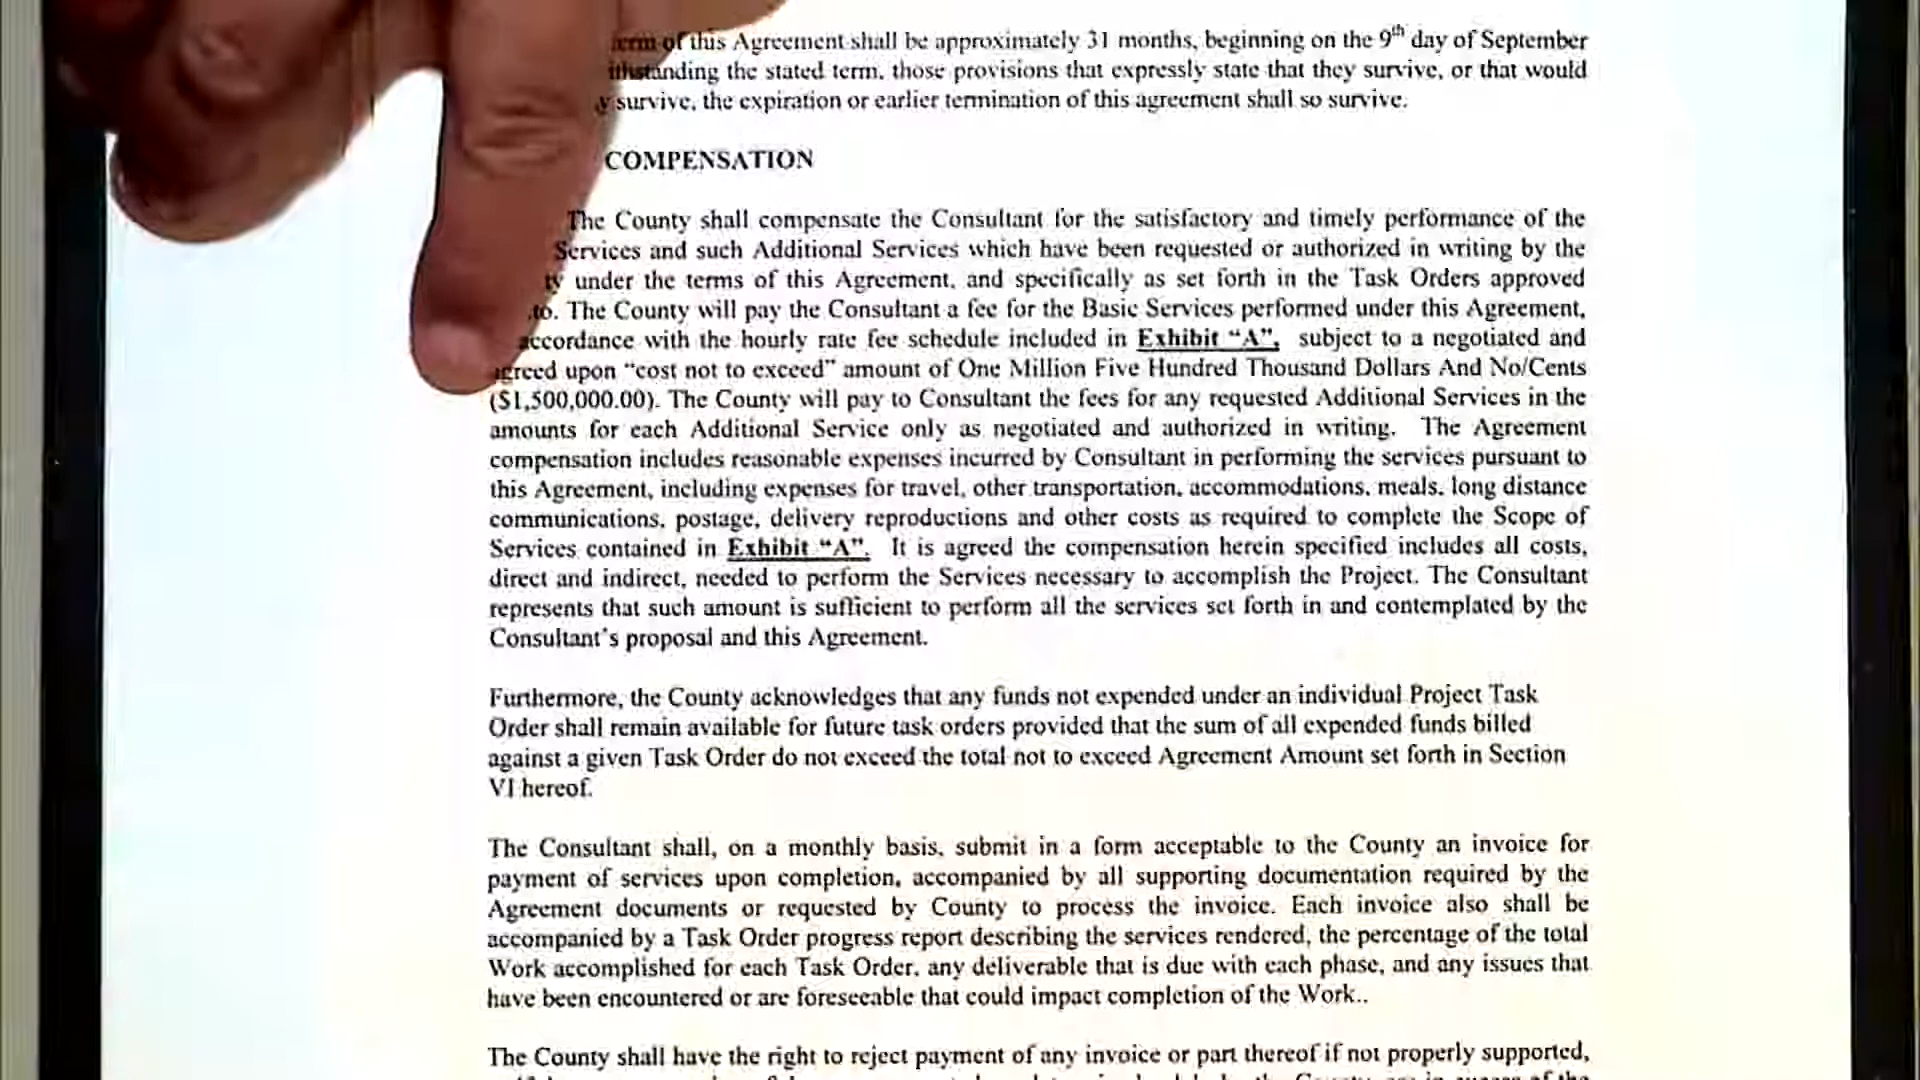 of this Agreement shall be approximately 31 months, beginning on the 9th day of September
the stated term, those provisions that expressly state that they survive, or that would
survive, the expiration or earlier termination of this agreement shall so survive.
COMPENSATION
The County shall compensate the Consultant for the satisfactory and timely performance of the
Services and such Additional Services which have been requested or authorized in writing by the
under the terms of this Agreement, and specifically as set forth in the Task Orders approved
The County will pay the Consultant a fee for the Basic Services performed under this Agreement,
accordance with the hourly rate fee schedule included in Exhibit “A”, subject to a negotiated and
agreed upon “cost not to exceed” amount of One Million Five Hundred Thousand Dollars And No/Cents
($1,500,000.00). The County will pay to Consultant the fees for any requested Additional Services in the
amounts for each Additional Service only as negotiated and authorized in writing. The Agreement
compensation includes reasonable expenses incurred by Consultant in performing the services pursuant to
this Agreement, including expenses for travel, other transportation, accommodations, meals, long distance
communications, postage, delivery reproductions and other costs as required to complete the Scope of
Services contained in Exhibit “A”. It is agreed the compensation herein specified includes all costs,
direct and indirect, needed to perform the Services necessary to accomplish the Project. The Consultant
represents that such amount is sufficient to perform all the services set forth in and contemplated by the
Consultant’s proposal and this Agreement.
Furthermore, the County acknowledges that any funds not expended under an individual Project Task
Order shall remain available for future task orders provided that the sum of all expended funds billed
against a given Task Order do not exceed the total not to exceed Agreement Amount set forth in Section
VI hereof.
The Consultant shall, on a monthly basis, submit in a form acceptable to the County an invoice for
payment of services upon completion, accompanied by all supporting documentation required by the
Agreement documents or requested by County to process the invoice. Each invoice also shall be
accompanied by a Task Order progress report describing the services rendered, the percentage of the total
Work accomplished for each Task Order, any deliverable that is due with each phase, and any issues that
have been encountered or are foreseeable that could impact completion of the Work..
The County shall have the right to reject payment of any invoice or part thereof if not properly supported,